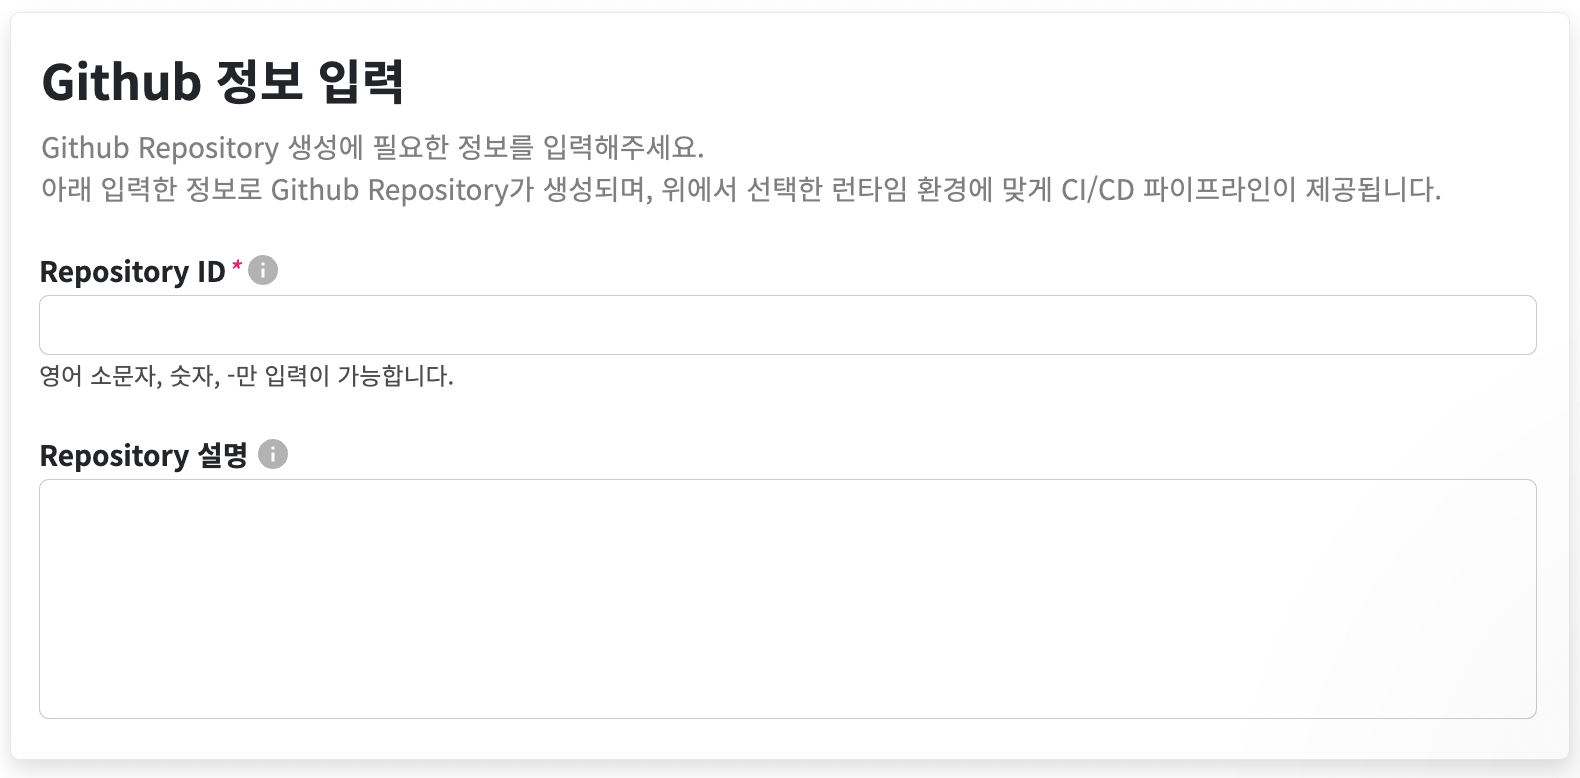 Github 정보 입력
Github Repository 생성에 필요한 정보를 입력해주세요.
아래 입력한 정보로 Github Repository가 생성되며, 위에서 선택한 런타임 환경에 맞게 CI/CD 파이프라인이 제공됩니다.
Repository ID *
영어 소문자, 숫자, -만 입력이 가능합니다.
Repository 설명